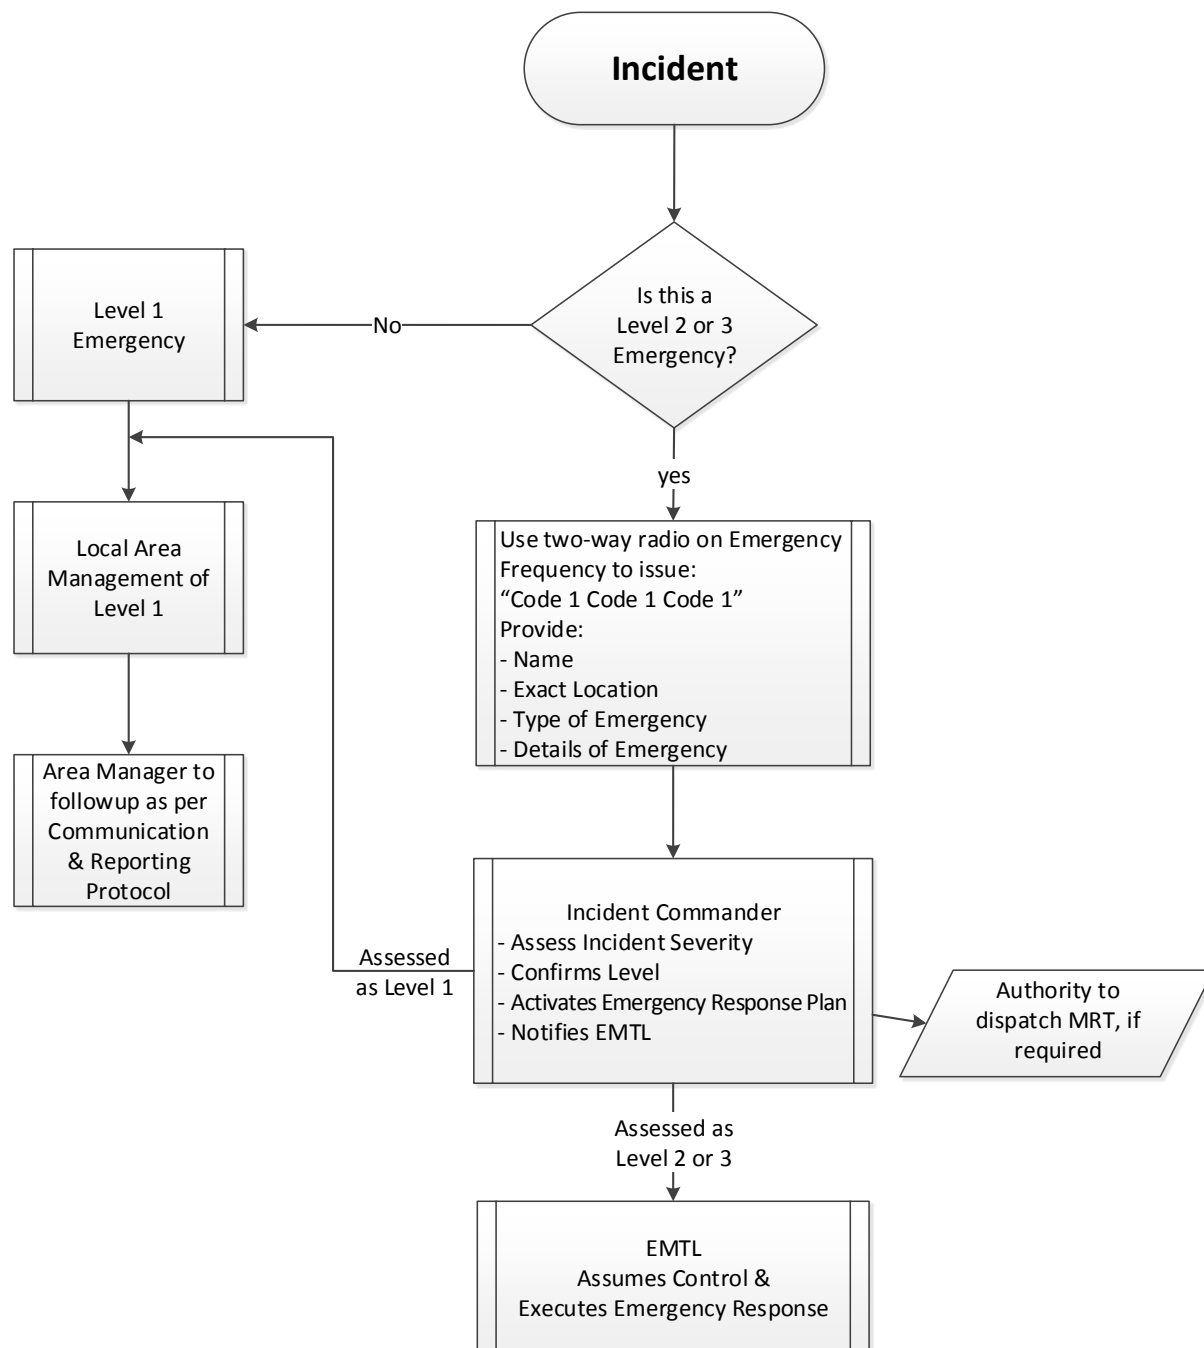 Incident
Is this a
Level 2 or 3
Emergency?
No
Level 1
Emergency
yes
Local Area
Management of
Level 1
Use two-way radio on Emergency
Frequency to issue:
“Code 1 Code 1 Code 1”
Provide:
- Name
- Exact Location
- Type of Emergency
- Details of Emergency
Area Manager to
followup as per
Communication
& Reporting
Protocol
Incident Commander
- Assess Incident Severity
- Confirms Level
- Activates Emergency Response Plan
- Notifies EMTL
Assessed
as Level 1
Authority to
dispatch MRT, if
required
Assessed as
Level 2 or 3
EMTL
Assumes Control &
Executes Emergency Response